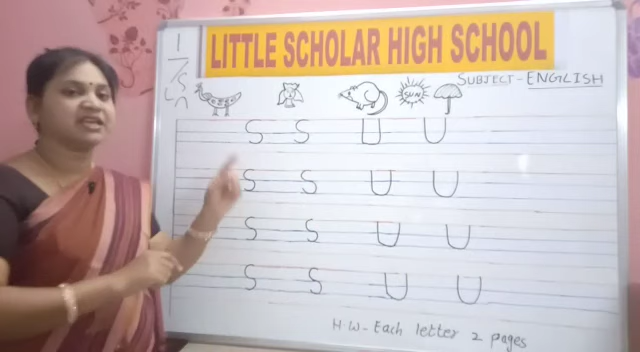 LITTLE SCHOLAR HIGH SCHOOL
SUBJECT-ENGLISH
SUN
S S U U
S S U U
S S U U
S S U U
H.W- Each letter 2 pages